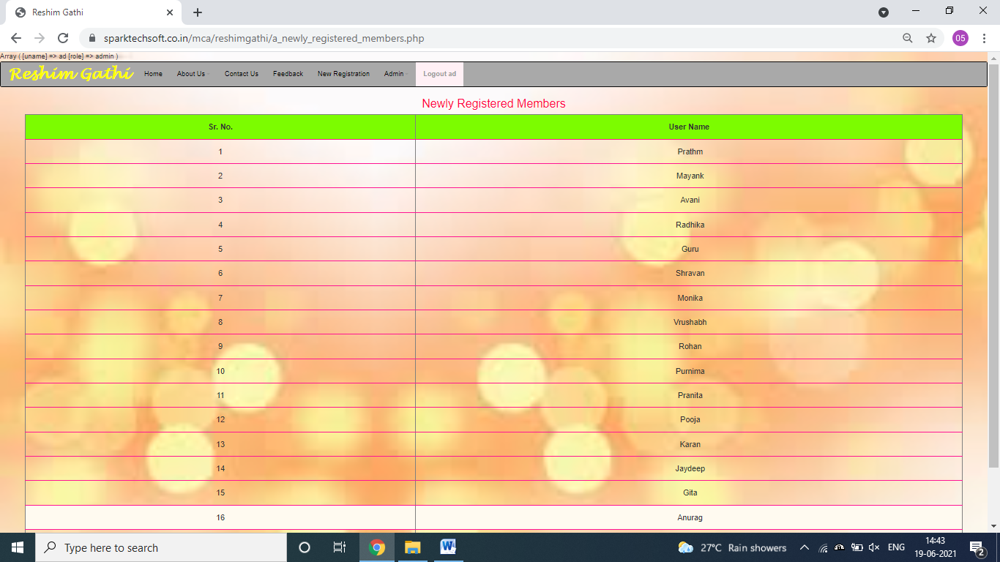 Reshim Gathi
sparktechsoft.co.in/mca/reshimgathi/a_newly_registered_members.php
05
Array ( [uname] => ad [role] => admin )
Reshim Gathi Home About Us Contact Us Feedback New Registration Admin Logout ad
Newly Registered Members
Sr. No. User Name
1 Prathm
2 Mayank
3 Avani
4 Radhika
5 Guru
6 Shravan
7 Monika
8 Vrushabh
9 Rohan
10 Purnima
11 Pranita
12 Pooja
13 Karan
14 Jaydeep
15 Gita
16 Anurag
Type here to search
27°C Rain showers
ENG
14:43
19-06-2021
2